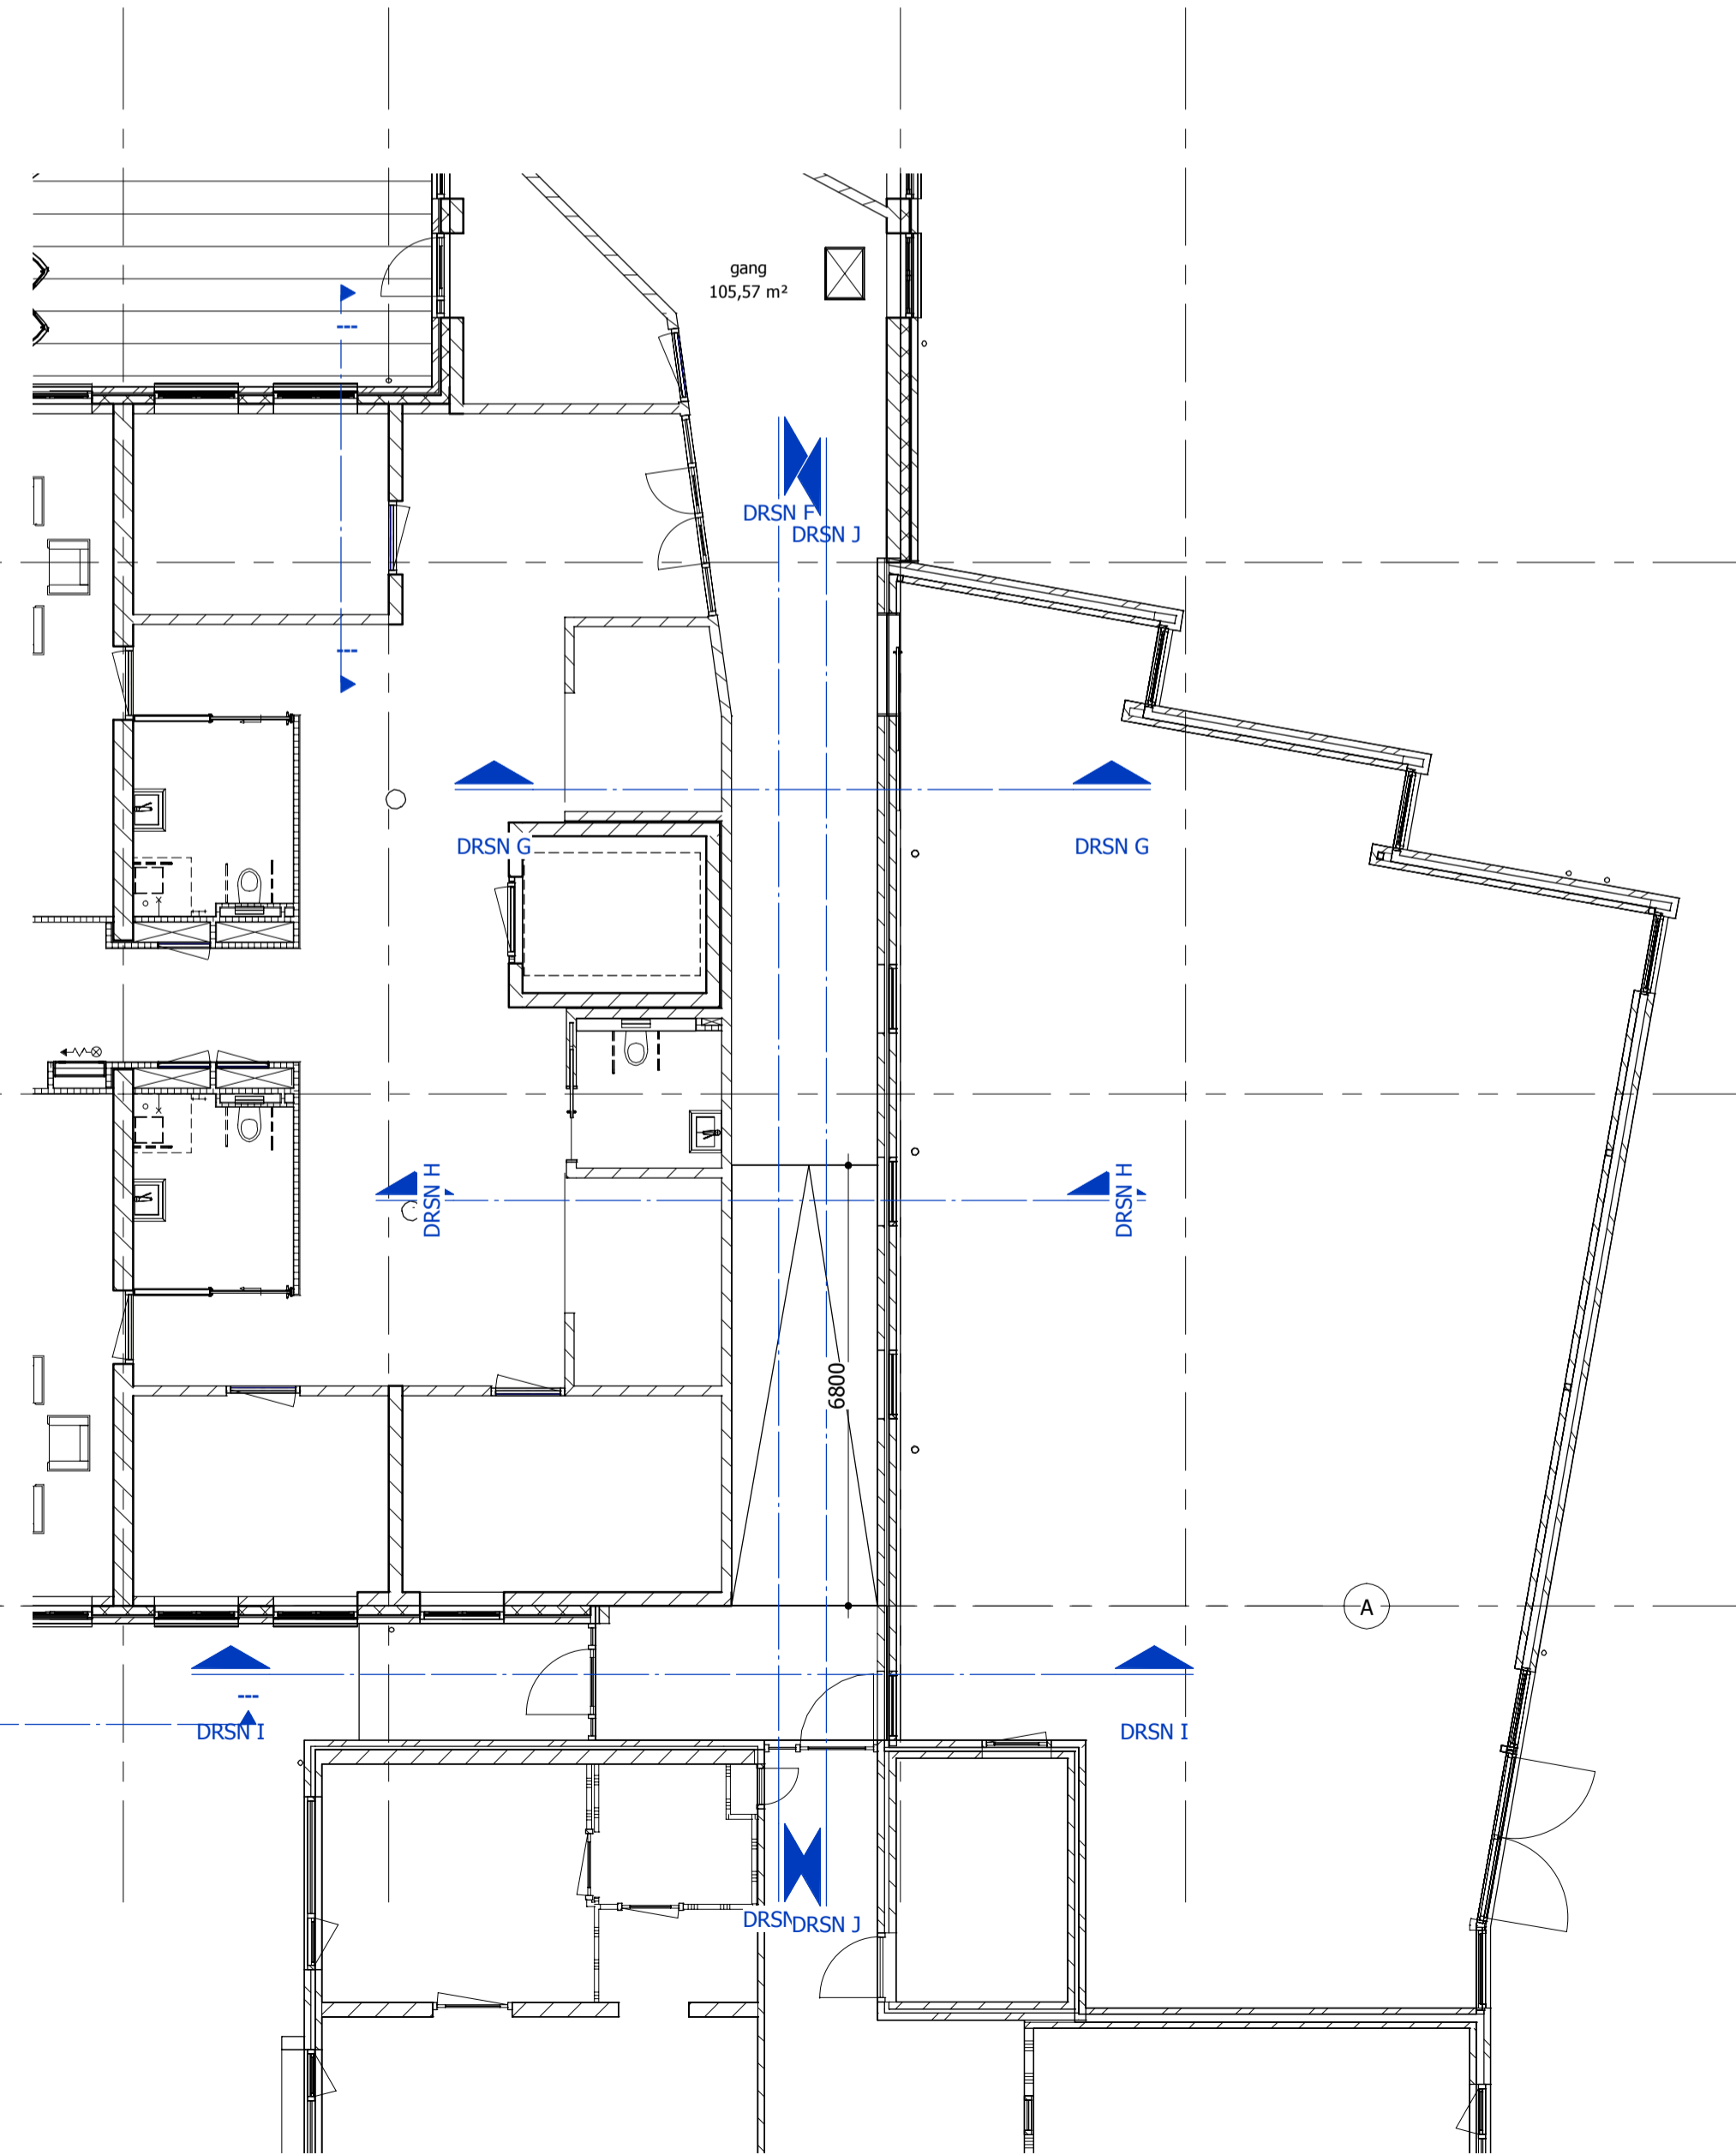 gang
105,57 m²
DRSN F
DRSN J
---
---
DRSN G
DRSN G
DRSN H
DRSN H
6800
A
---
DRSN I
DRSN I
DRSN
DRSN J